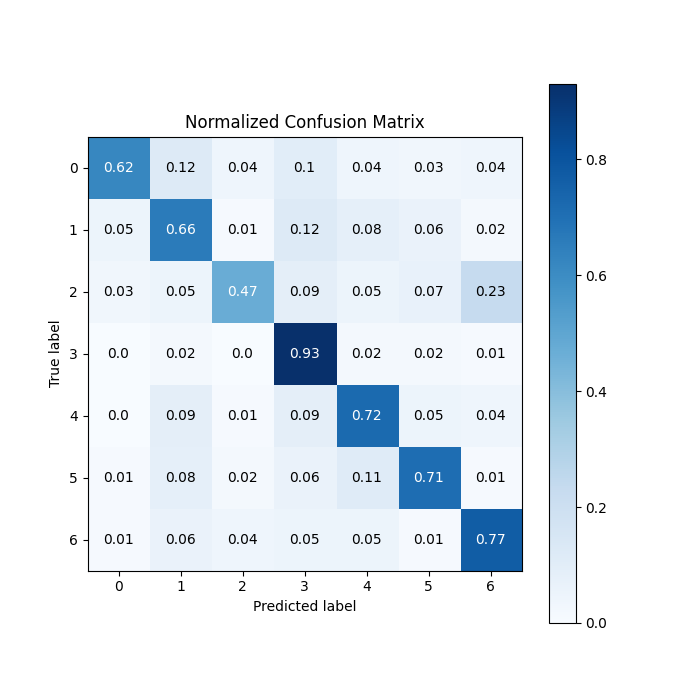 Normalized Confusion Matrix
0 0.62 0.12 0.04 0.1 0.04 0.03 0.04
1 0.05 0.66 0.01 0.12 0.08 0.06 0.02
2 0.03 0.05 0.47 0.09 0.05 0.07 0.23
3 0.0 0.02 0.0 0.93 0.02 0.02 0.01
4 0.0 0.09 0.01 0.09 0.72 0.05 0.04
5 0.01 0.08 0.02 0.06 0.11 0.71 0.01
6 0.01 0.06 0.04 0.05 0.05 0.01 0.77
0 1 2 3 4 5 6
Predicted label
True label
0.8
0.6
0.4
0.2
0.0